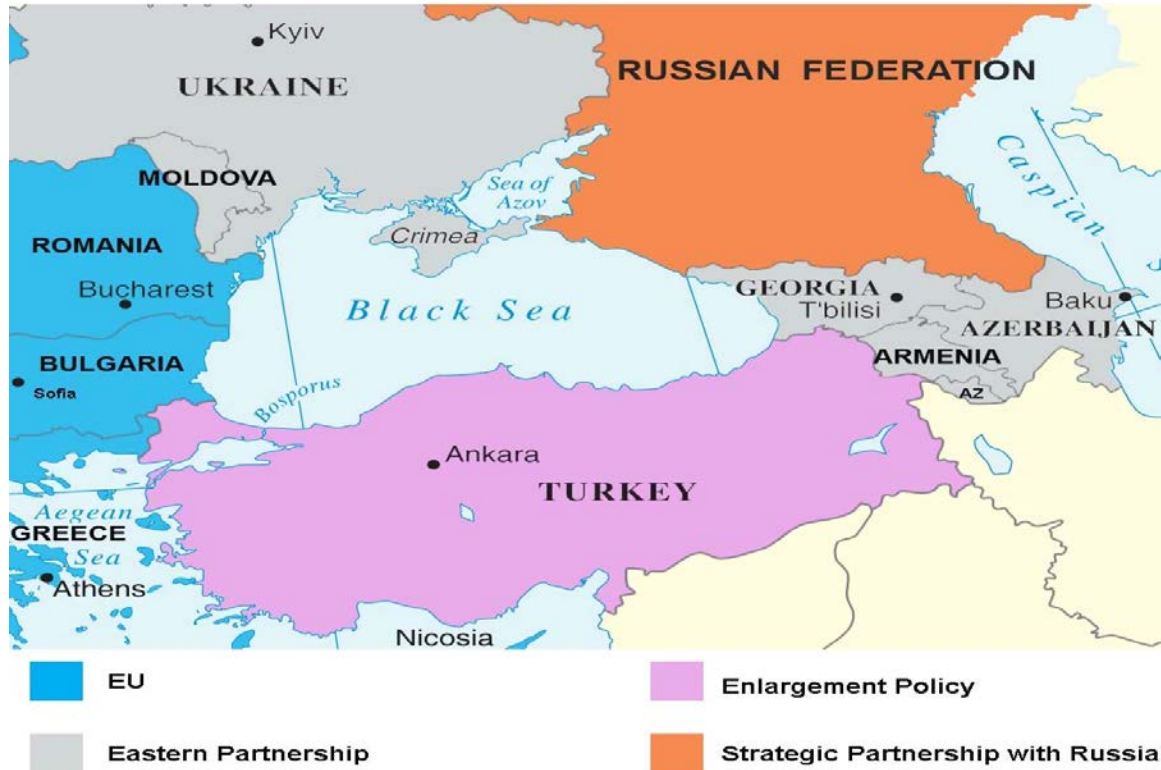 Kyiv
UKRAINE
RUSSIAN FEDERATION
MOLDOVA
Sea of
Azov
Caspian
S
Crimea
ROMANIA
Bucharest
Black Sea
GEORGIA
T'bilisi
Baku
AZERBAIJAN
BULGARIA
Sofia
ARMENIA
AZ
Bosporus
Ankara
TURKEY
Aegean
Sea
GREECE
Athens
Nicosia
EU
Enlargement Policy
Eastern Partnership
Strategic Partnership with Russia